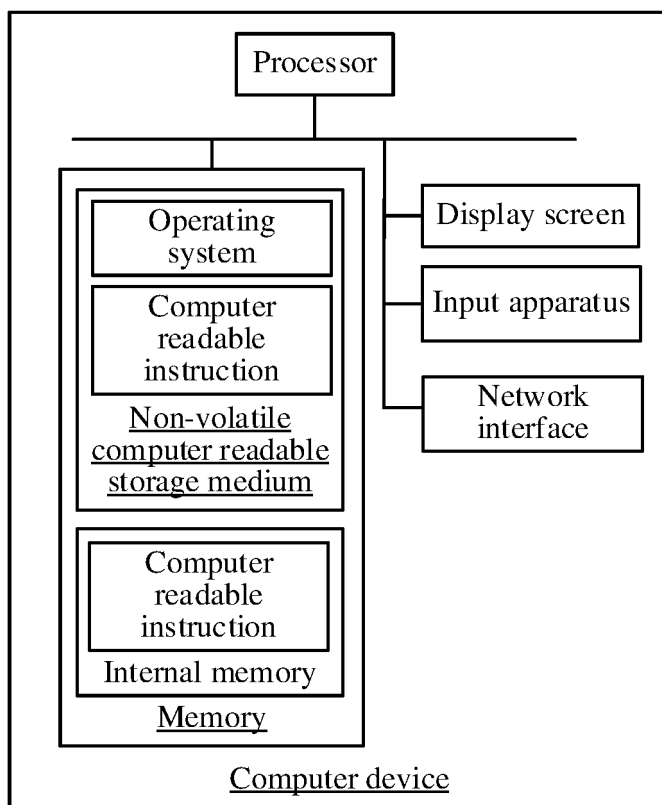 Processor
Operating
system
Computer
readable
instruction
Non-volatile
computer readable
storage medium
Computer
readable
instruction
Internal memory
Memory
Display screen
Input apparatus
Network
interface
Computer device